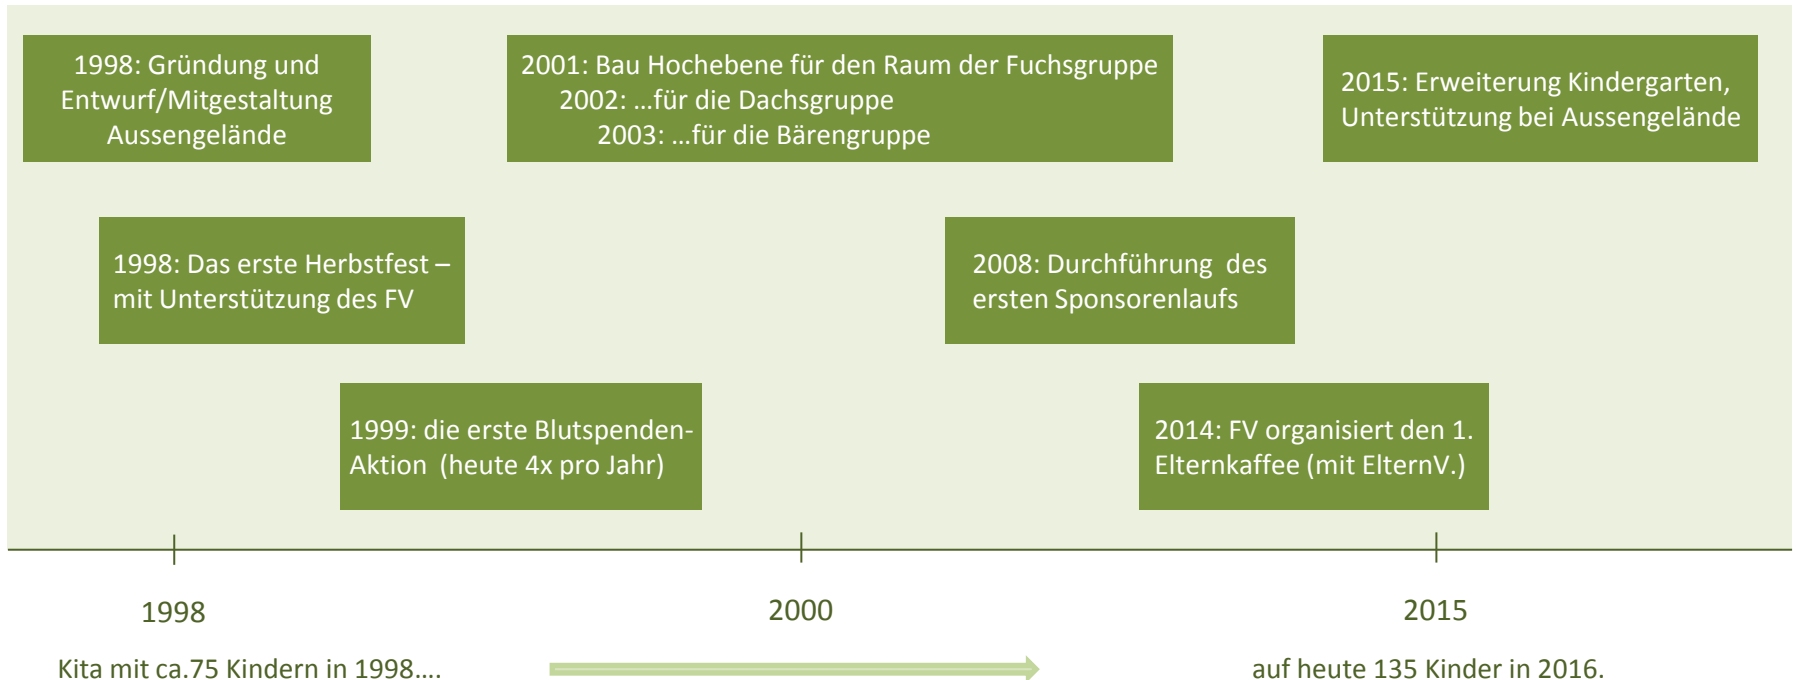 1998: Gründung und
Entwurf/Mitgestaltung
Aussengelände
2001: Bau Hochebene für den Raum der Fuchsgruppe
2002: …für die Dachsgruppe
2003: …für die Bärengruppe
2015: Erweiterung Kindergarten,
Unterstützung bei Aussengelände
1998: Das erste Herbstfest –
mit Unterstützung des FV
2008: Durchführung  des
ersten Sponsorenlaufs
1999: die erste Blutspenden-
Aktion  (heute 4x pro Jahr)
2014: FV organisiert den 1.
Elternkaffee (mit ElternV.)
1998
2000
2015
Kita mit ca.75 Kindern in 1998….
auf heute 135 Kinder in 2016.